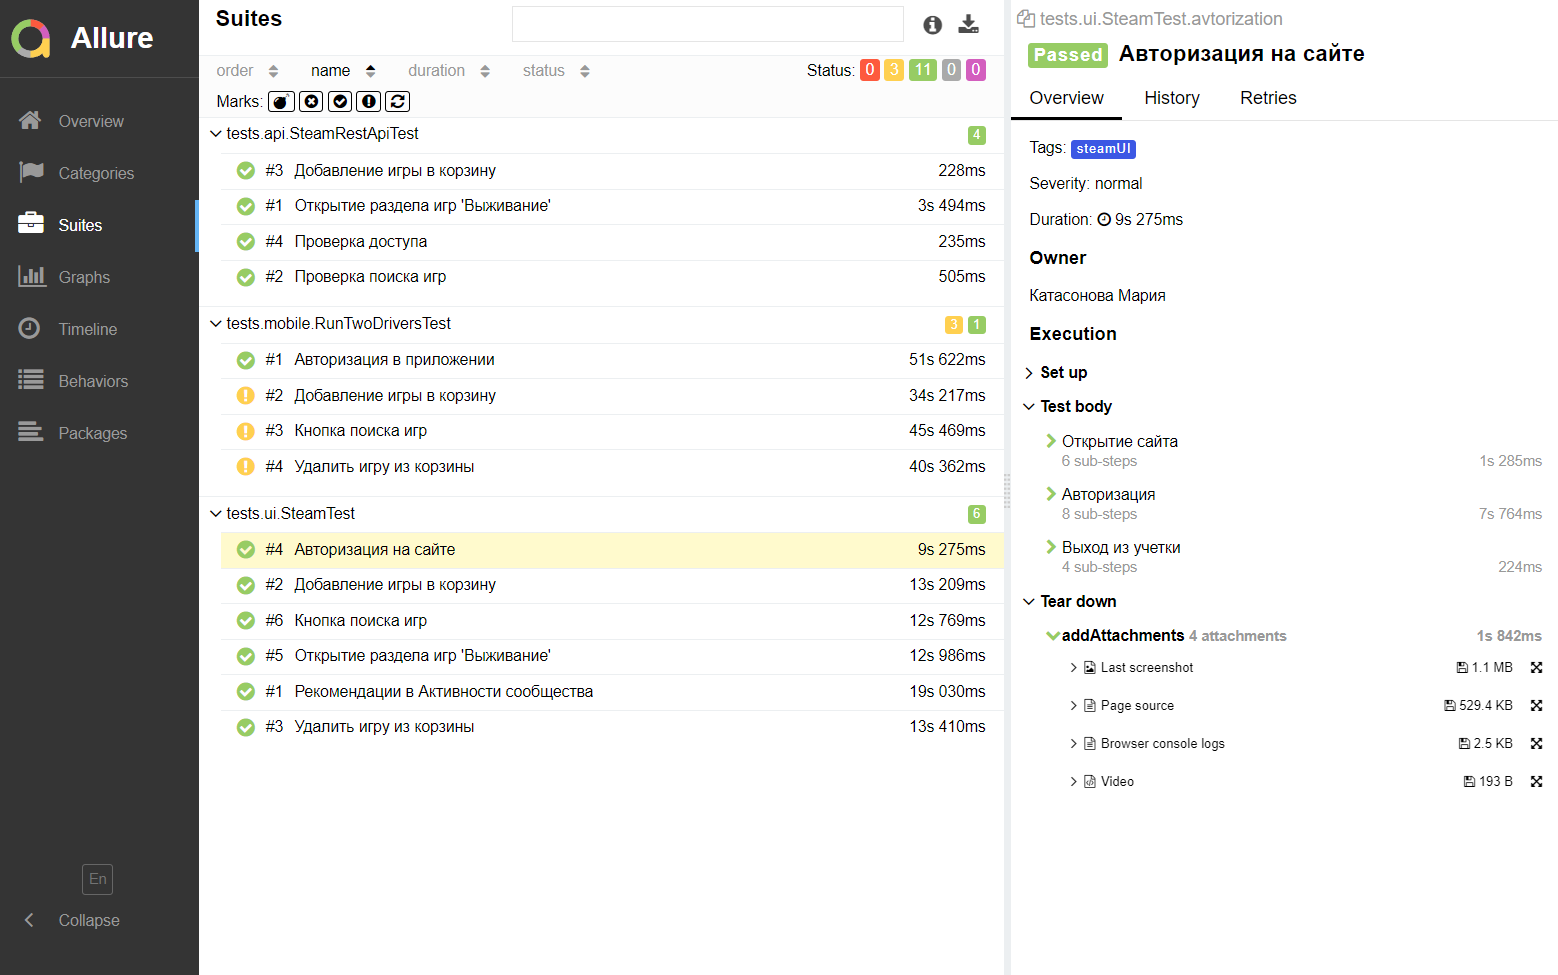 Allure
Overview
Categories
Suites
Graphs
Timeline
Behaviors
Packages
En
Collapse
Suites
order name duration status Status: 0 3 11 0 0
Marks:
tests.api.SteamRestApiTest 4
#3 Добавление игры в корзину 228ms
#1 Открытие раздела игр 'Выживание' 3s 494ms
#4 Проверка доступа 235ms
#2 Проверка поиска игр 505ms
tests.mobile.RunTwoDriversTest 3 1
#1 Авторизация в приложении 51s 622ms
#2 Добавление игры в корзину 34s 217ms
#3 Кнопка поиска игр 45s 469ms
#4 Удалить игру из корзины 40s 362ms
tests.ui.SteamTest 6
#4 Авторизация на сайте 9s 275ms
#2 Добавление игры в корзину 13s 209ms
#6 Кнопка поиска игр 12s 769ms
#5 Открытие раздела игр 'Выживание' 12s 986ms
#1 Рекомендации в Активности сообщества 19s 030ms
#3 Удалить игру из корзины 13s 410ms
tests.ui.SteamTest.avtorization
Passed Авторизация на сайте
Overview History Retries
Tags: steamUI
Severity: normal
Duration: 9s 275ms
Owner
Катасонова Мария
Execution
Set up
Test body
Открытие сайта
6 sub-steps 1s 285ms
Авторизация
8 sub-steps 7s 764ms
Выход из учетки
4 sub-steps 224ms
Tear down
addAttachments 4 attachments 1s 842ms
Last screenshot 1.1 MB
Page source 529.4 KB
Browser console logs 2.5 KB
Video 193 B